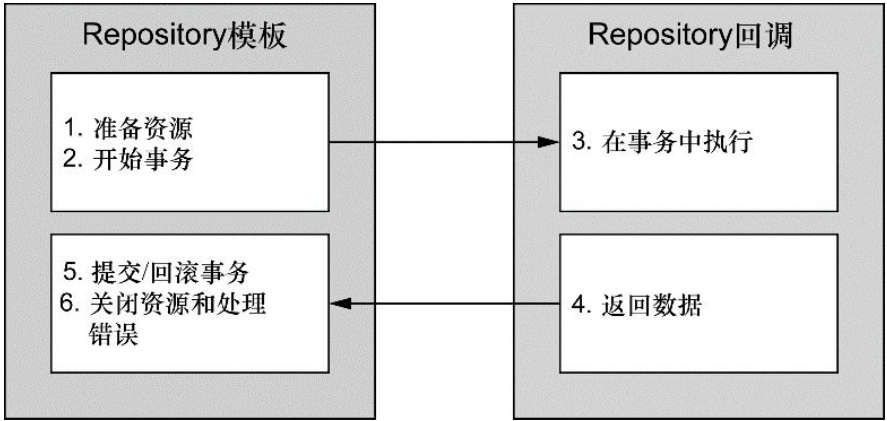 Repository模板
1. 准备资源
2. 开始事务
5. 提交/回滚事务
6. 关闭资源和处理
错误
Repository回调
3. 在事务中执行
4. 返回数据